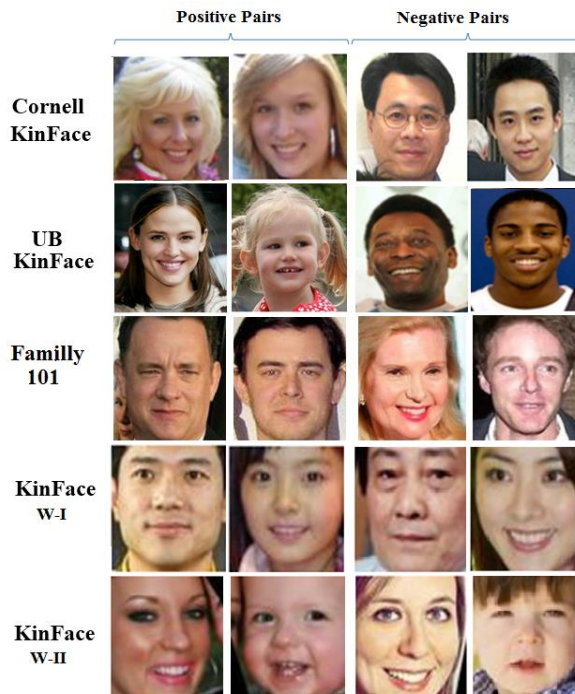 Positive Pairs
Negative Pairs
Cornell
KinFace
UB
KinFace
Familly
101
KinFace
W-I
KinFace
W-II